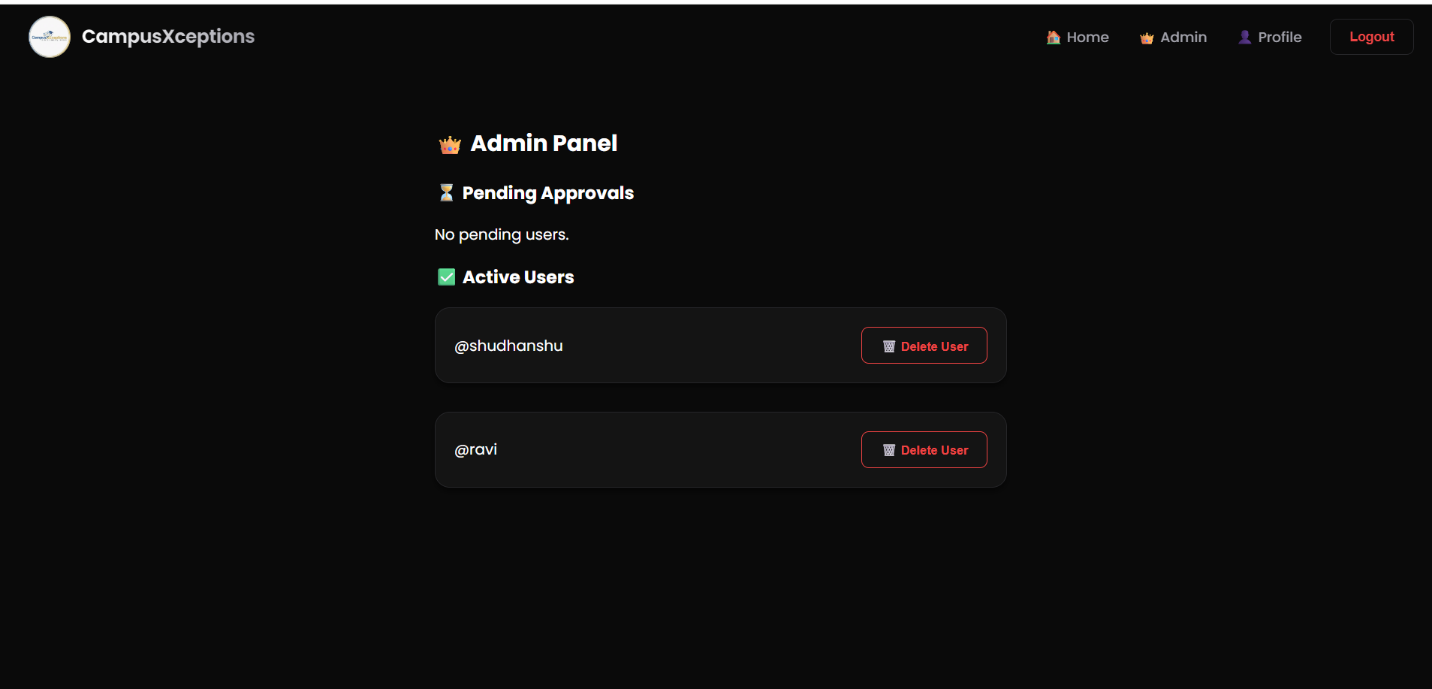 CampusXceptions
🏠 Home
👑 Admin
👤 Profile
Logout
👑 Admin Panel
⏳ Pending Approvals
No pending users.
✅ Active Users
@shudhanshu
🗑 Delete User
@ravi
🗑 Delete User